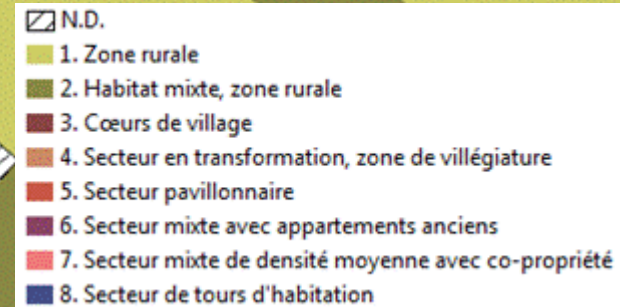 N.D.
1. Zone rurale
2. Habitat mixte, zone rurale
3. Cœurs de village
4. Secteur en transformation, zone de villégiature
5. Secteur pavillonnaire
6. Secteur mixte avec appartements anciens
7. Secteur mixte de densité moyenne avec co-propriété
8. Secteur de tours d'habitation